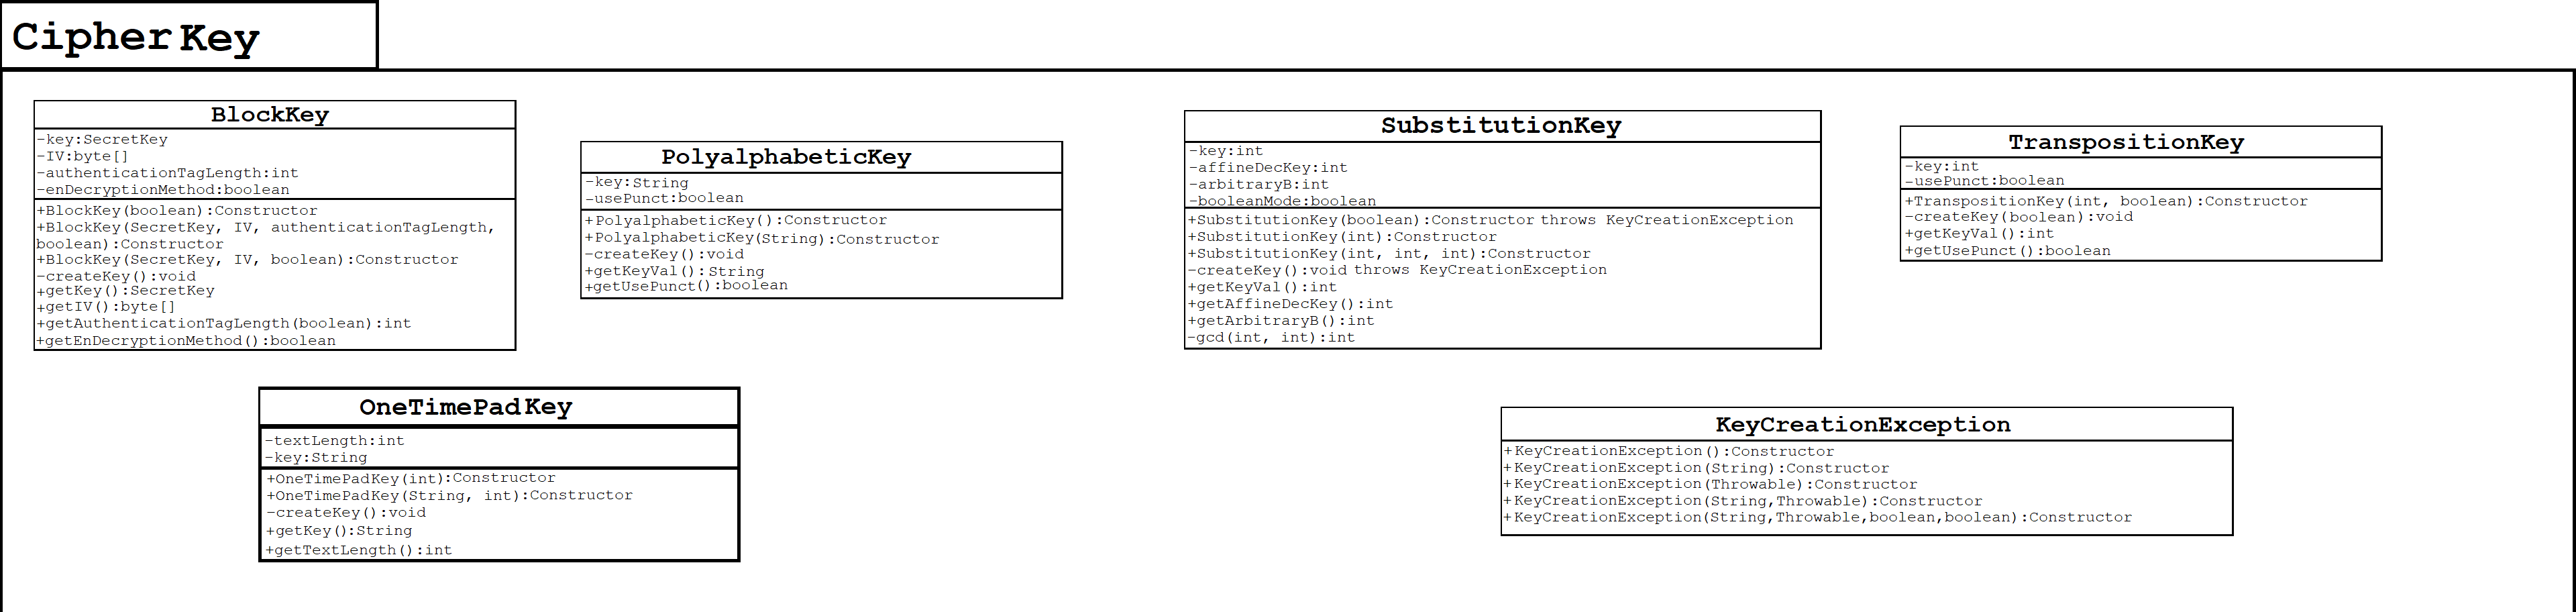 Cipher Key
BlockKey
-key:SecretKey
-IV:byte[]
-authenticationTagLength:int
-enDecryptionMethod:boolean
+BlockKey(boolean):Constructor
+BlockKey(SecretKey, IV, authenticationTagLength,
boolean):Constructor
+BlockKey(SecretKey, IV, boolean):Constructor
-createKey():void
+getKey():SecretKey
+getIV():byte[]
+getAuthenticationTagLength(boolean):int
+getEnDecryptionMethod():boolean
PolyalphabeticKey
-key:String
-usePunct:boolean
+PolyalphabeticKey():Constructor
+PolyalphabeticKey(String):Constructor
-createKey():void
+getKeyVal():String
+getUsePunct():boolean
SubstitutionKey
-key:int
-affineDecKey:int
-arbitraryB:int
-booleanMode:boolean
+SubstitutionKey(boolean):Constructor throws KeyCreationException
+SubstitutionKey(int):Constructor
+SubstitutionKey(int, int, int):Constructor
-createKey():void throws KeyCreationException
+getKeyVal():int
+getAffineDecKey():int
+getArbitraryB():int
-gcd(int, int):int
TranspositionKey
-key:int
-usePunct:boolean
+TranspositionKey(int, boolean):Constructor
-createKey(boolean):void
+getKeyVal():int
+getUsePunct():boolean
OneTimePadKey
-textLength:int
-key:String
+OneTimePadKey(int):Constructor
+OneTimePadKey(String, int):Constructor
-createKey():void
+getKey():String
+getTextLength():int
KeyCreationException
+KeyCreationException():Constructor
+KeyCreationException(String):Constructor
+KeyCreationException(Throwable):Constructor
+KeyCreationException(String,Throwable):Constructor
+KeyCreationException(String,Throwable,boolean,boolean):Constructor